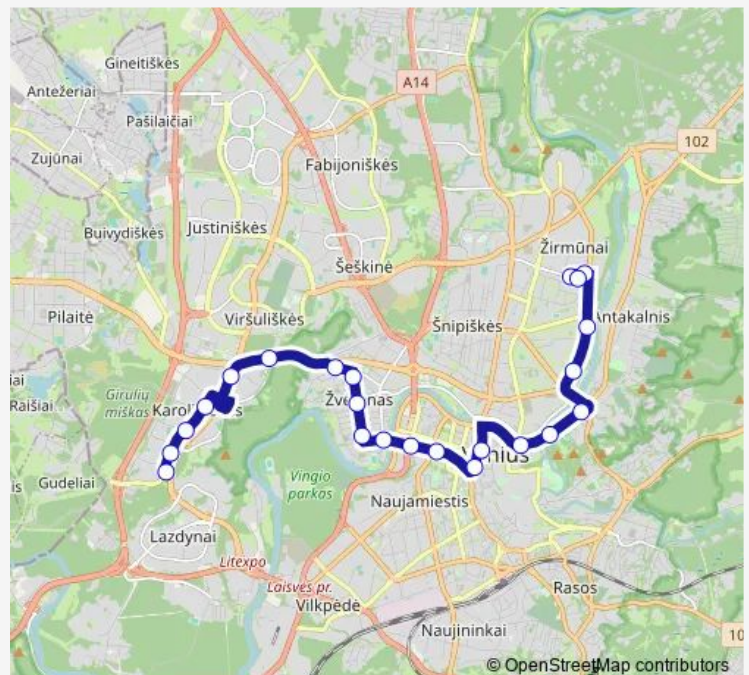 Gineitiškės
Antežeriai
A14
Pašilaičiai
102
Zujūnai
Fabijoniškės
Justiniškės
Buivydiškės
Žirmūnai
Šeškinė
Pilaitė
Viršuliškės
Šnipiškės
Antakalnis
Girulių
miškas
Raišiai
Vingio
parkas
Gudeliai
Naujamiestis
Lazdynai
Litexpo
Laisvės pr.
Rasos
Vilkpėdė
Naujininkai
© OpenStreetMap contributors